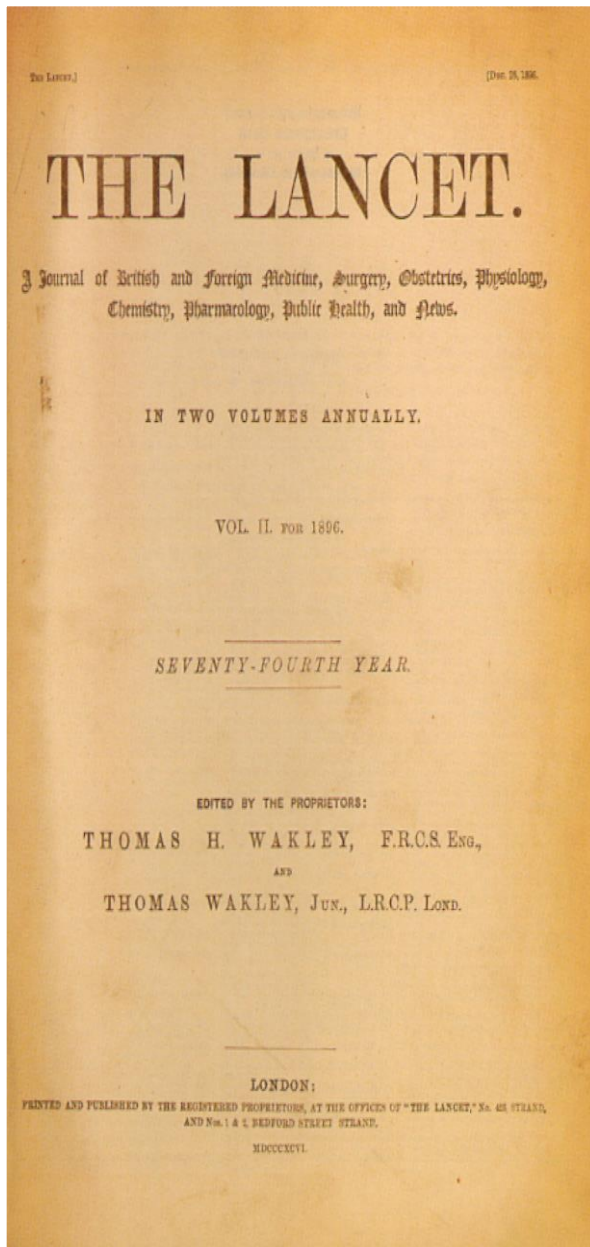 THE LANCET,]
[DEC. 26, 1896.
THE LANCET.
A Journal of British and Foreign Medicine, Surgery, Obstetrics, Physiology,
Chemistry, Pharmacology, Public Health, and News.
IN TWO VOLUMES ANNUALLY.
VOL. II. FOR 1896.
SEVENTY-FOURTH YEAR.
EDITED BY THE PROPRIETORS:
THOMAS H. WAKLEY, F.R.C.S. ENG.,
AND
THOMAS WAKLEY, JUN., L.R.C.P. LOND.
LONDON:
PRINTED AND PUBLISHED BY THE REGISTERED PROPRIETORS, AT THE OFFICES OF "THE LANCET," No. 423, STRAND,
AND Nos. 1 & 2, BEDFORD STREET STRAND.
MDCCCXCVI.